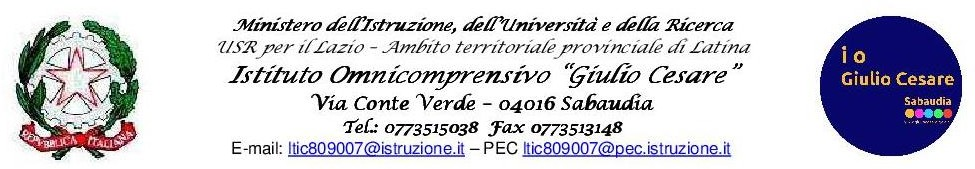 Ministero dell'Istruzione, dell'Università e della Ricerca
USR per il Lazio – Ambito territoriale provinciale di Latina
Istituto Omnicomprensivo "Giulio Cesare"
Via Conte Verde – 04016 Sabaudia
Tel.: 0773515038 Fax 0773513148
E-mail: ltic809007@istruzione.it – PEC ltic809007@pec.istruzione.it
REPVBBLICA ITALIANA
i o
Giulio Cesare
Sabaudia